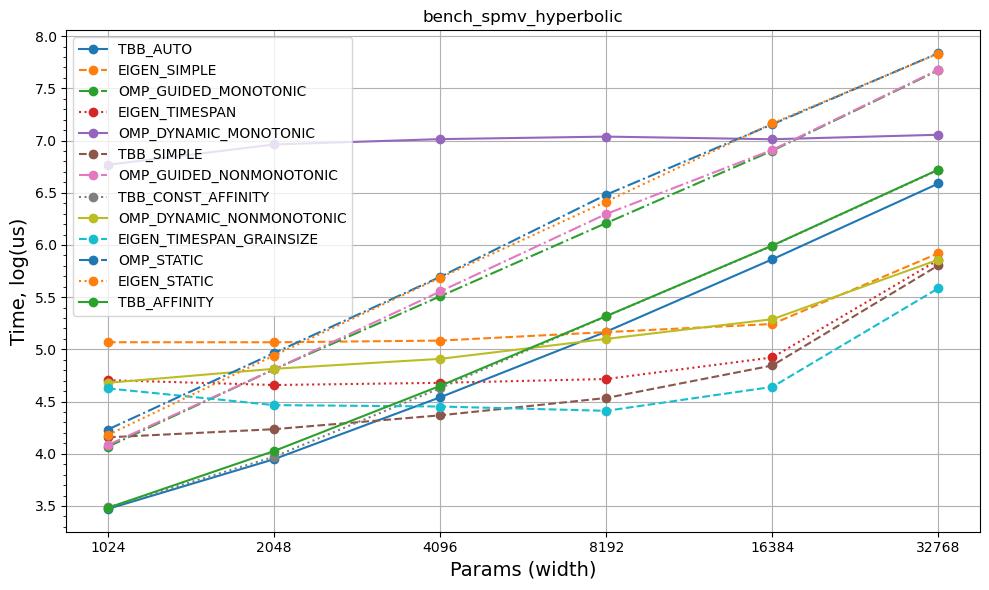 bench_spmv_hyperbolic
8.0
7.5
7.0
6.5
6.0
5.5
5.0
4.5
4.0
3.5
Time, log(us)
TBB_AUTO
EIGEN_SIMPLE
OMP_GUIDED_MONOTONIC
EIGEN_TIMESPAN
OMP_DYNAMIC_MONOTONIC
TBB_SIMPLE
OMP_GUIDED_NONMONOTONIC
TBB_CONST_AFFINITY
OMP_DYNAMIC_NONMONOTONIC
EIGEN_TIMESPAN_GRAINSIZE
OMP_STATIC
EIGEN_STATIC
TBB_AFFINITY
1024 2048 4096 8192 16384 32768
Params (width)